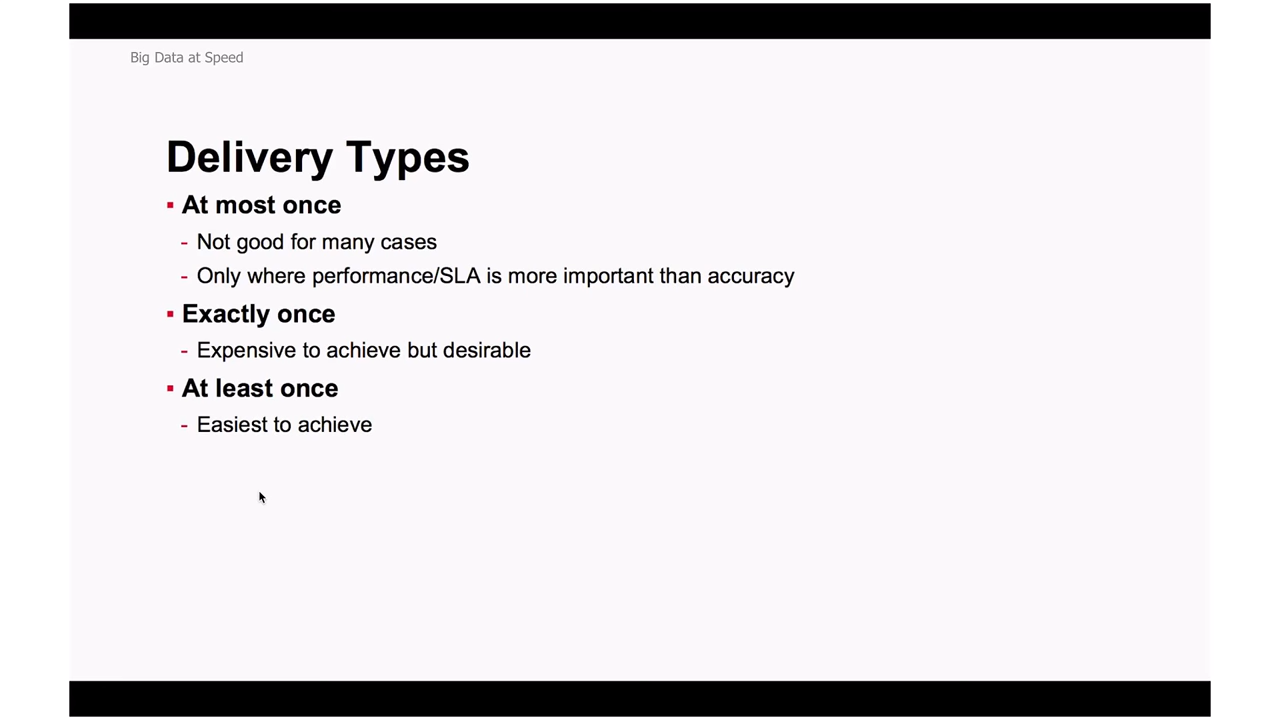 Big Data at Speed
Delivery Types
▪ At most once
- Not good for many cases
- Only where performance/SLA is more important than accuracy
▪ Exactly once
- Expensive to achieve but desirable
▪ At least once
- Easiest to achieve